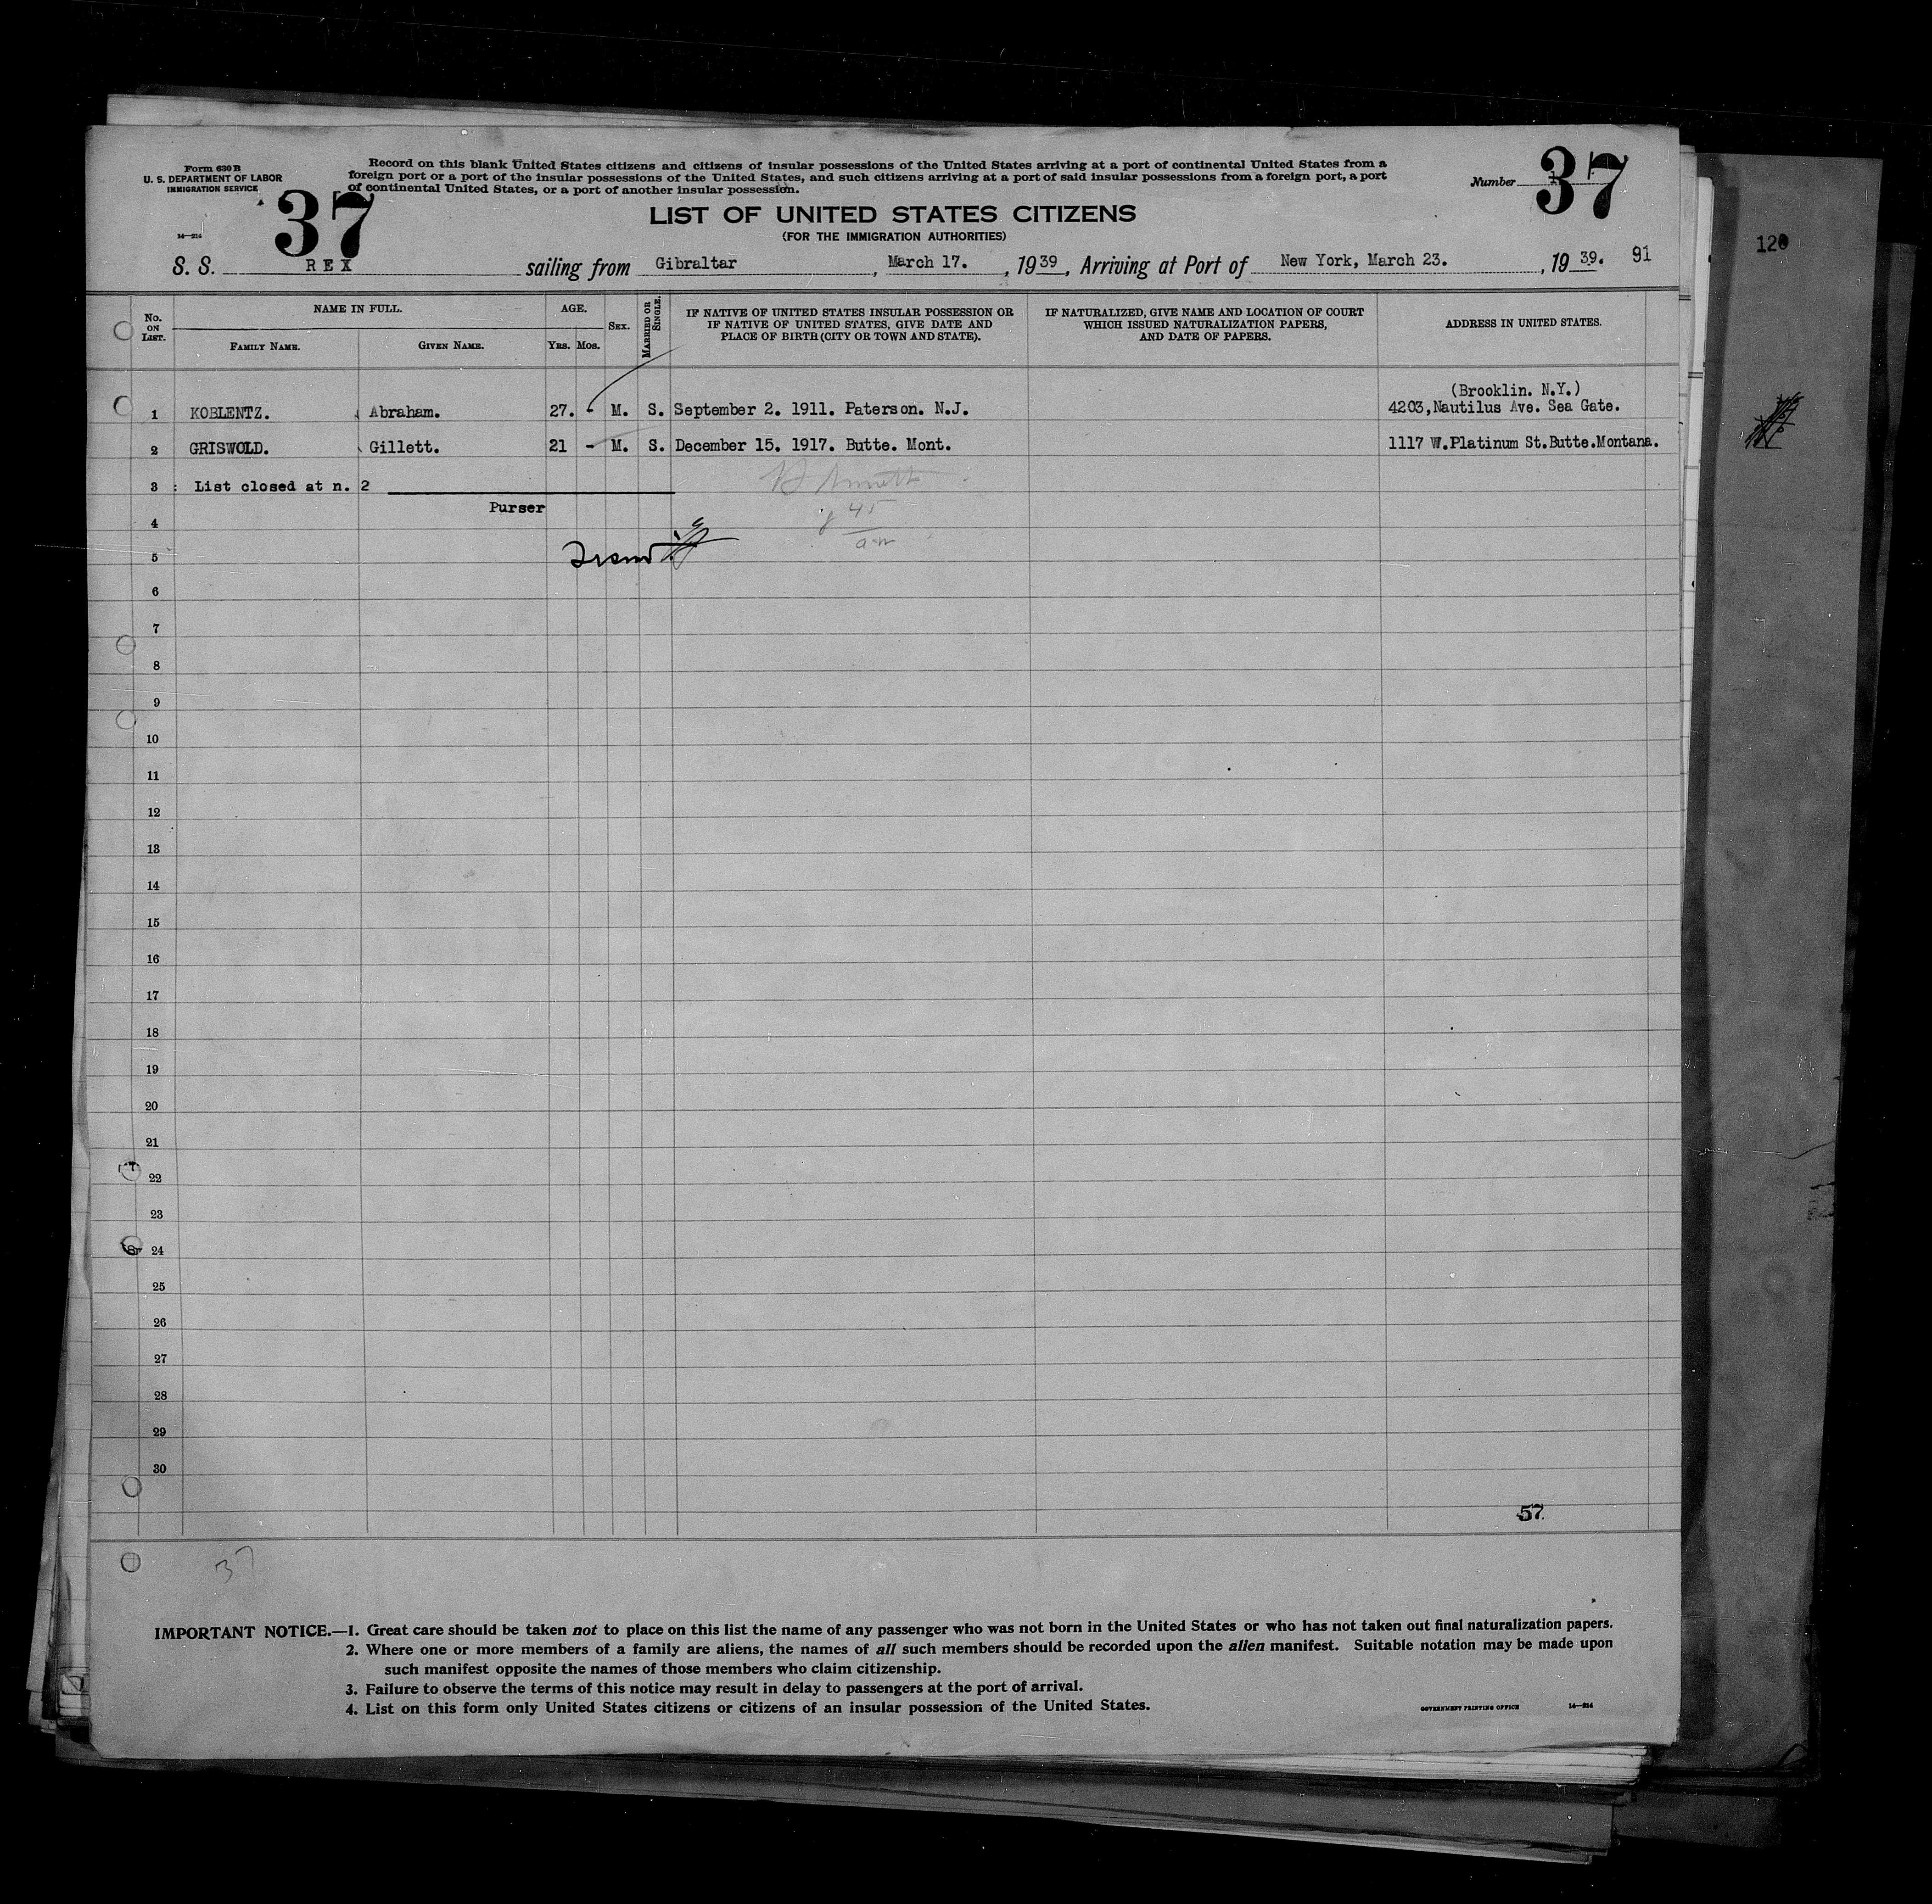 Form 630 B
U. S. DEPARTMENT OF LABOR
IMMIGRATION SERVICE
14—214
37
Record on this blank United States citizens and citizens of insular possessions of the United States arriving at a port of continental United States from a
foreign port or a port of the insular possessions of the United States, and such citizens arriving at a port of said insular possessions from a foreign port, a port
of continental United States, or a port of another insular possession.
Number 37
LIST OF UNITED STATES CITIZENS
(FOR THE IMMIGRATION AUTHORITIES)
120
S. S. REX sailing from Gibraltar, March 17., 1939, Arriving at Port of New York, March 23., 1939. 91
No. ON LIST. NAME IN FULL. AGE. SEX. MARRIED OR SINGLE. IF NATIVE OF UNITED STATES INSULAR POSSESSION OR IF NATIVE OF UNITED STATES, GIVE DATE AND PLACE OF BIRTH (CITY OR TOWN AND STATE). IF NATURALIZED, GIVE NAME AND LOCATION OF COURT WHICH ISSUED NATURALIZATION PAPERS, AND DATE OF PAPERS. ADDRESS IN UNITED STATES.
FAMILY NAME. GIVEN NAME. YRS. MOS.
(Brooklin. N.Y.)
1 KOBLENTZ. Abraham. 27. - M. S. September 2. 1911. Paterson. N.J. 4203,Nautilus Ave. Sea Gate.
2 GRISWOLD. Gillett. 21 - M. S. December 15. 1917. Butte. Mont. 1117 W.Platinum St.Butte.Montana.
3 : List closed at n. 2
Purser
4
45
5
6
7
8
9
10
11
12
13
14
15
16
17
18
19
20
21
22
23
24
25
26
27
28
29
30
57
37
IMPORTANT NOTICE.—1. Great care should be taken not to place on this list the name of any passenger who was not born in the United States or who has not taken out final naturalization papers.
2. Where one or more members of a family are aliens, the names of all such members should be recorded upon the alien manifest. Suitable notation may be made upon
such manifest opposite the names of those members who claim citizenship.
3. Failure to observe the terms of this notice may result in delay to passengers at the port of arrival.
4. List on this form only United States citizens or citizens of an insular possession of the United States.
GOVERNMENT PRINTING OFFICE 14—214